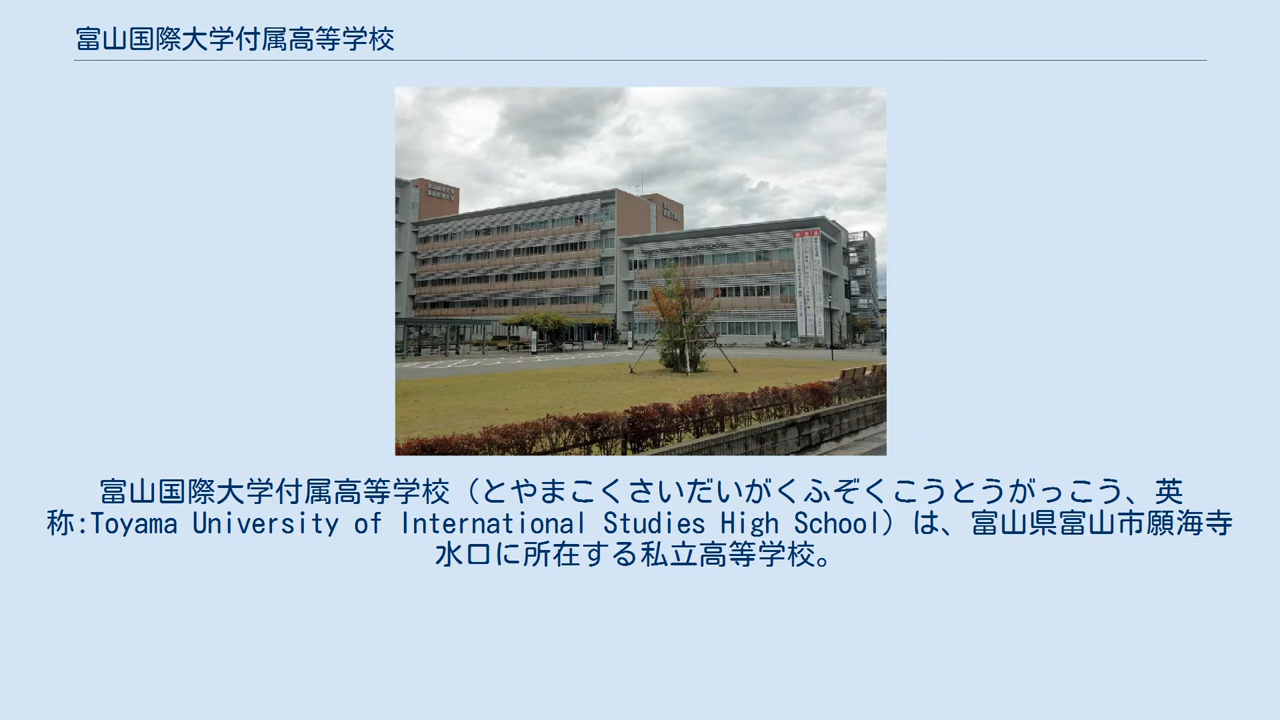 富山国際大学付属高等学校
富山国際大学付属高等学校（とやまこくさいだいがくふぞくこうとうがっこう、英
称:Toyama University of International Studies High School）は、富山県富山市願海寺
水口に所在する私立高等学校。